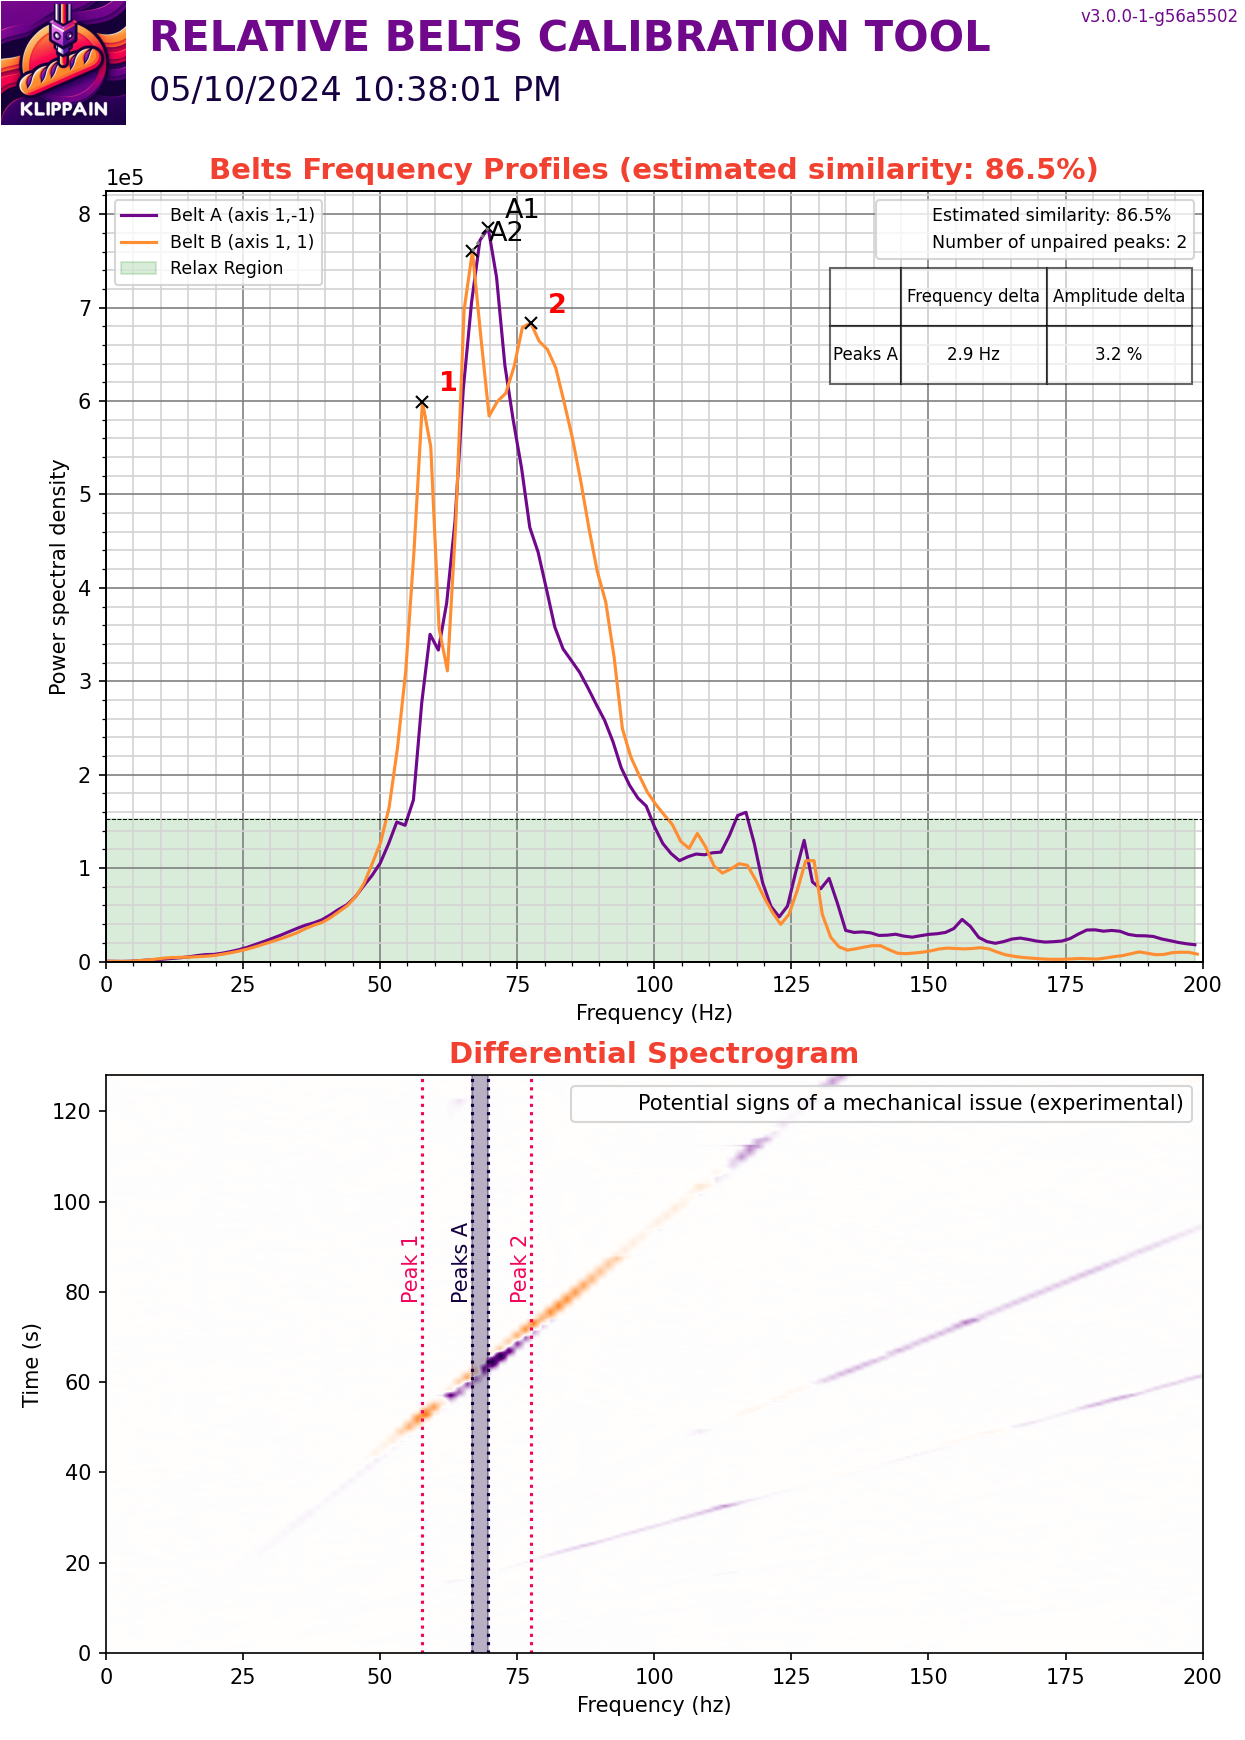 v3.0.0-1-g56a5502
RELATIVE BELTS CALIBRATION TOOL
05/10/2024 10:38:01 PM
KLIPPAIN
Belts Frequency Profiles (estimated similarity: 86.5%)
1e5
Belt A (axis 1,-1)
Belt B (axis 1, 1)
Relax Region
Estimated similarity: 86.5%
Number of unpaired peaks: 2
Frequency delta Amplitude delta
Peaks A 2.9 Hz 3.2 %
A1
A2
2
1
8
7
6
5
4
3
2
1
0
Power spectral density
0 25 50 75 100 125 150 175 200
Frequency (Hz)
Differential Spectrogram
Potential signs of a mechanical issue (experimental)
Peak 1
Peaks A
Peak 2
120
100
80
60
40
20
0
Time (s)
0 25 50 75 100 125 150 175 200
Frequency (hz)